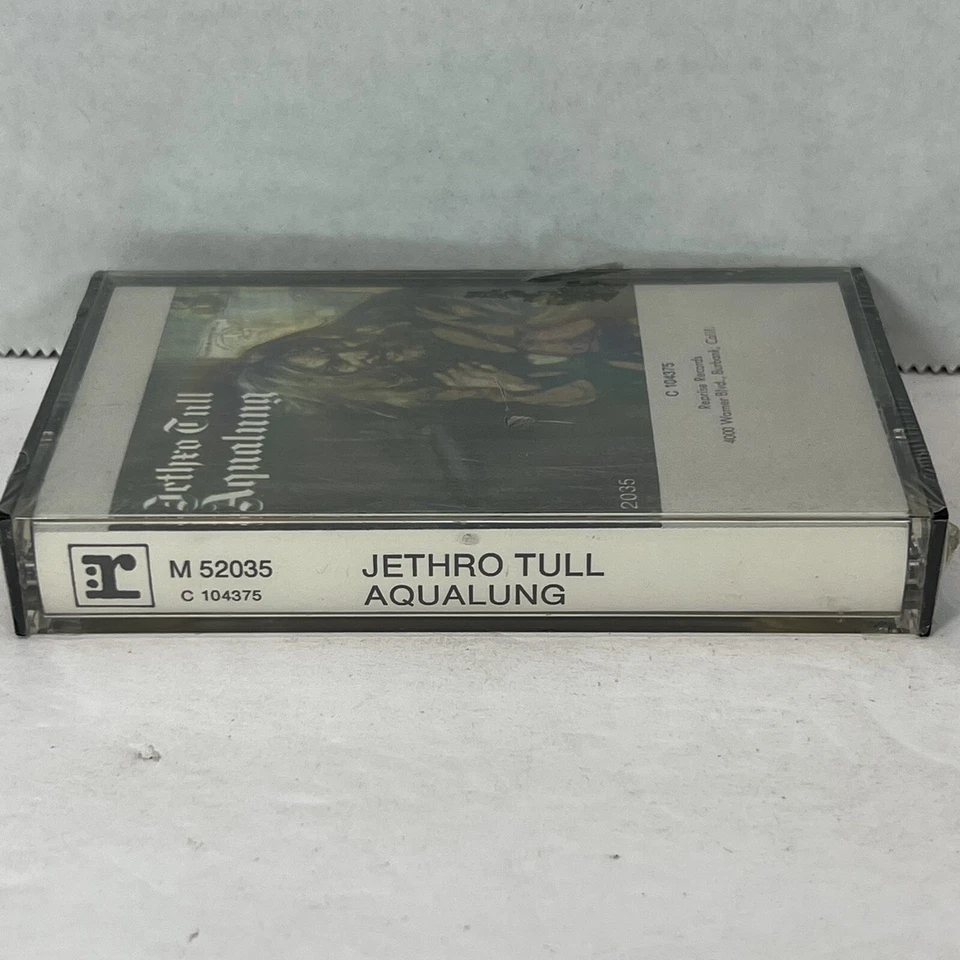 Jethro Tull
Aqualung
2035
C 104375
Reprise Records
4000 Warner Blvd., Burbank, Calif.
r
M 52035
C 104375
JETHRO TULL
AQUALUNG